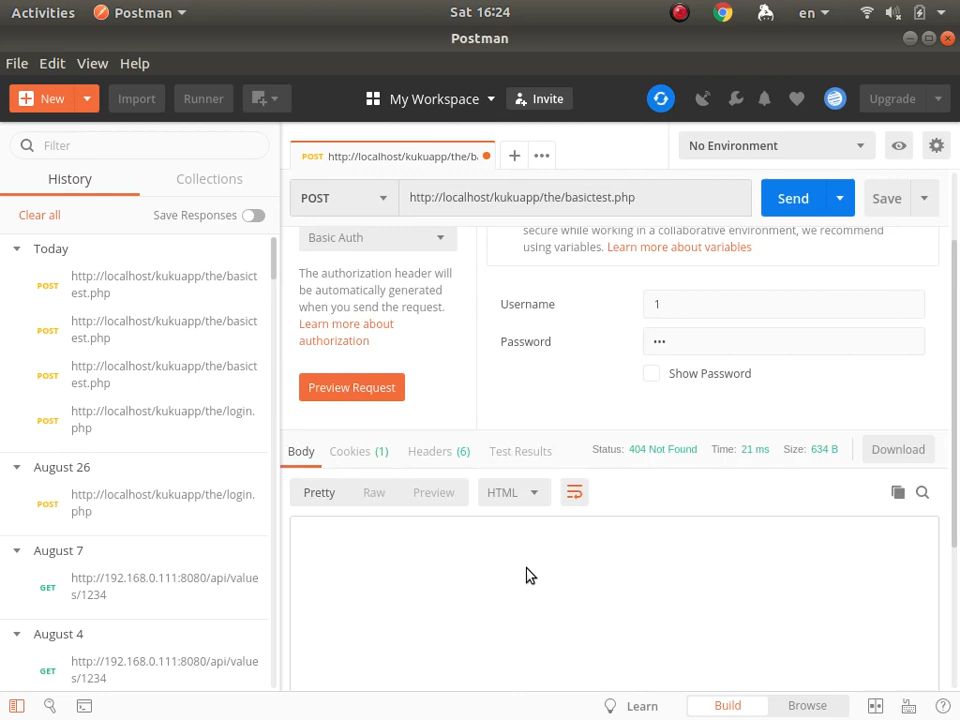 Activities Postman Sat 16:24 en
Postman
File Edit View Help
New Import Runner My Workspace Invite Upgrade
Filter
History Collections
Clear all Save Responses
Today
POST http://localhost/kukuapp/the/basict
est.php
POST http://localhost/kukuapp/the/basict
est.php
POST http://localhost/kukuapp/the/basict
est.php
POST http://localhost/kukuapp/the/login.
php
August 26
POST http://localhost/kukuapp/the/login.
php
August 7
GET http://192.168.0.111:8080/api/value
s/1234
August 4
GET http://192.168.0.111:8080/api/value
s/1234
POST http://localhost/kukuapp/the/b
No Environment
POST http://localhost/kukuapp/the/basictest.php Send Save
Basic Auth
The authorization header will
be automatically generated
when you send the request.
Learn more about
authorization
Preview Request
secure while working in a collaborative environment, we recommend
using variables. Learn more about variables
Username 1
Password •••
Show Password
Body Cookies (1) Headers (6) Test Results Status: 404 Not Found Time: 21 ms Size: 634 B Download
Pretty Raw Preview HTML
Learn Build Browse